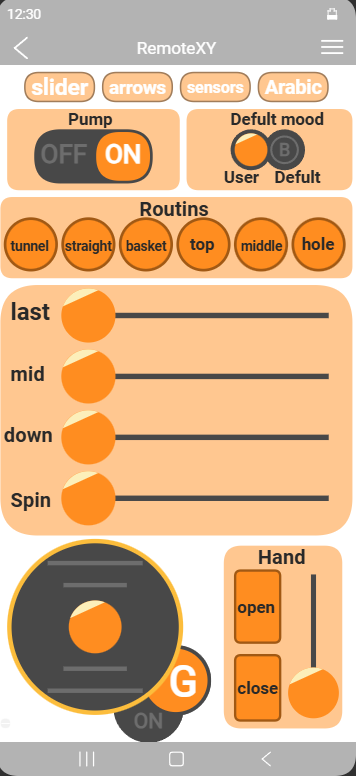 12:30
RemoteXY
slider arrows sensors Arabic
Pump
OFF ON
Defult mood
B
User Defult
Routins
tunnel straight basket top middle hole
last
mid
down
Spin
Hand
open
close
G
ON